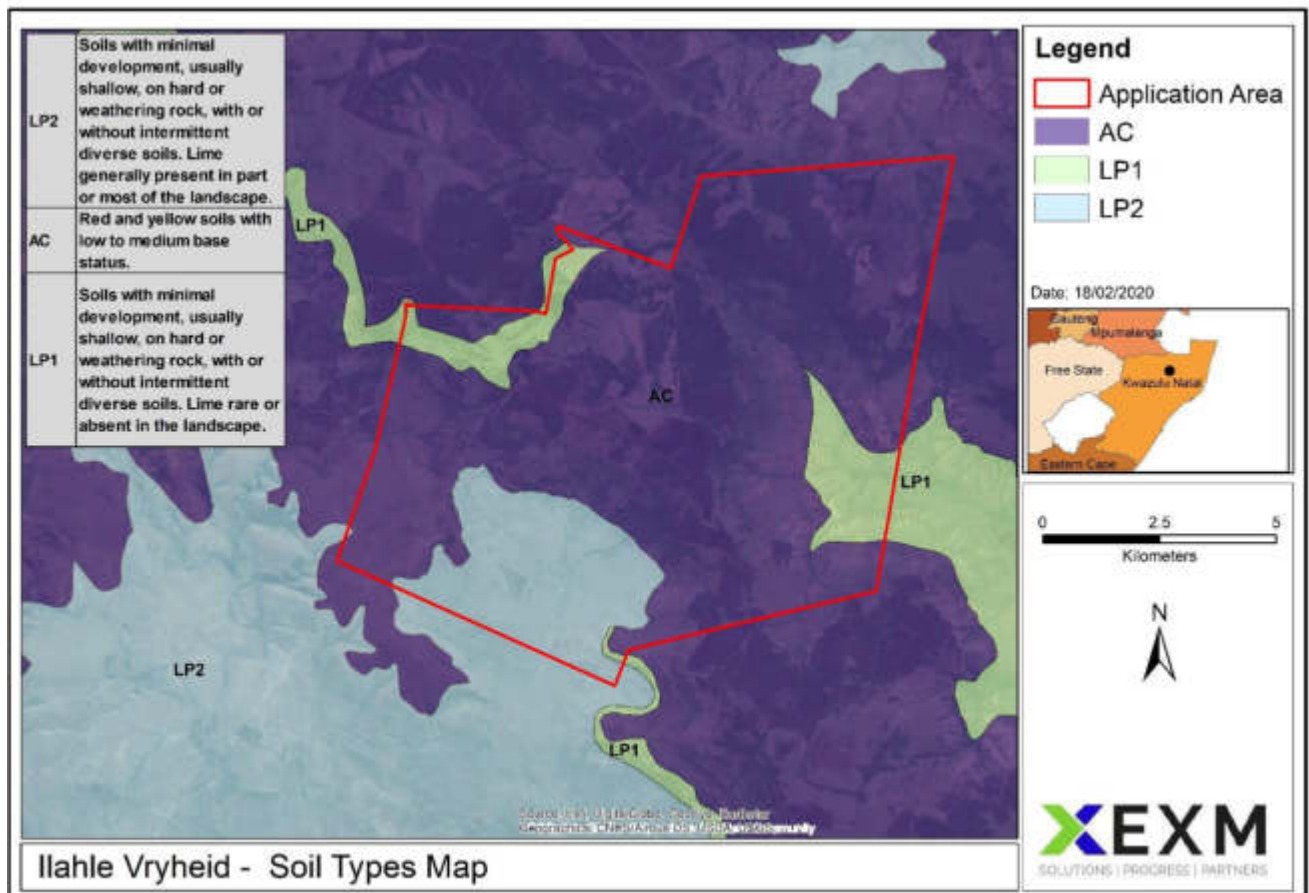 LP2
Soils with minimal
development, usually
shallow, on hard or
weathering rock, with or
without intermittent
diverse soils. Lime
generally present in part
or most of the landscape.
AC
Red and yellow soils with
low to medium base
status.
LP1
Soils with minimal
development, usually
shallow, on hard or
weathering rock, with or
without intermittent
diverse soils. Lime rare or
absent in the landscape.
LP1
AC
LP1
LP2
LP1
Ilahle Vryheid - Soil Types Map
Legend
Application Area
AC
LP1
LP2
Date; 18/02/2020
Gauteng
Mpumalanga
Free State
Kwazulu Natal
Eastern Cape
0 2.5 5
Kilometers
N
XEXM
SOLUTIONS | PROGRESS | PARTNERS